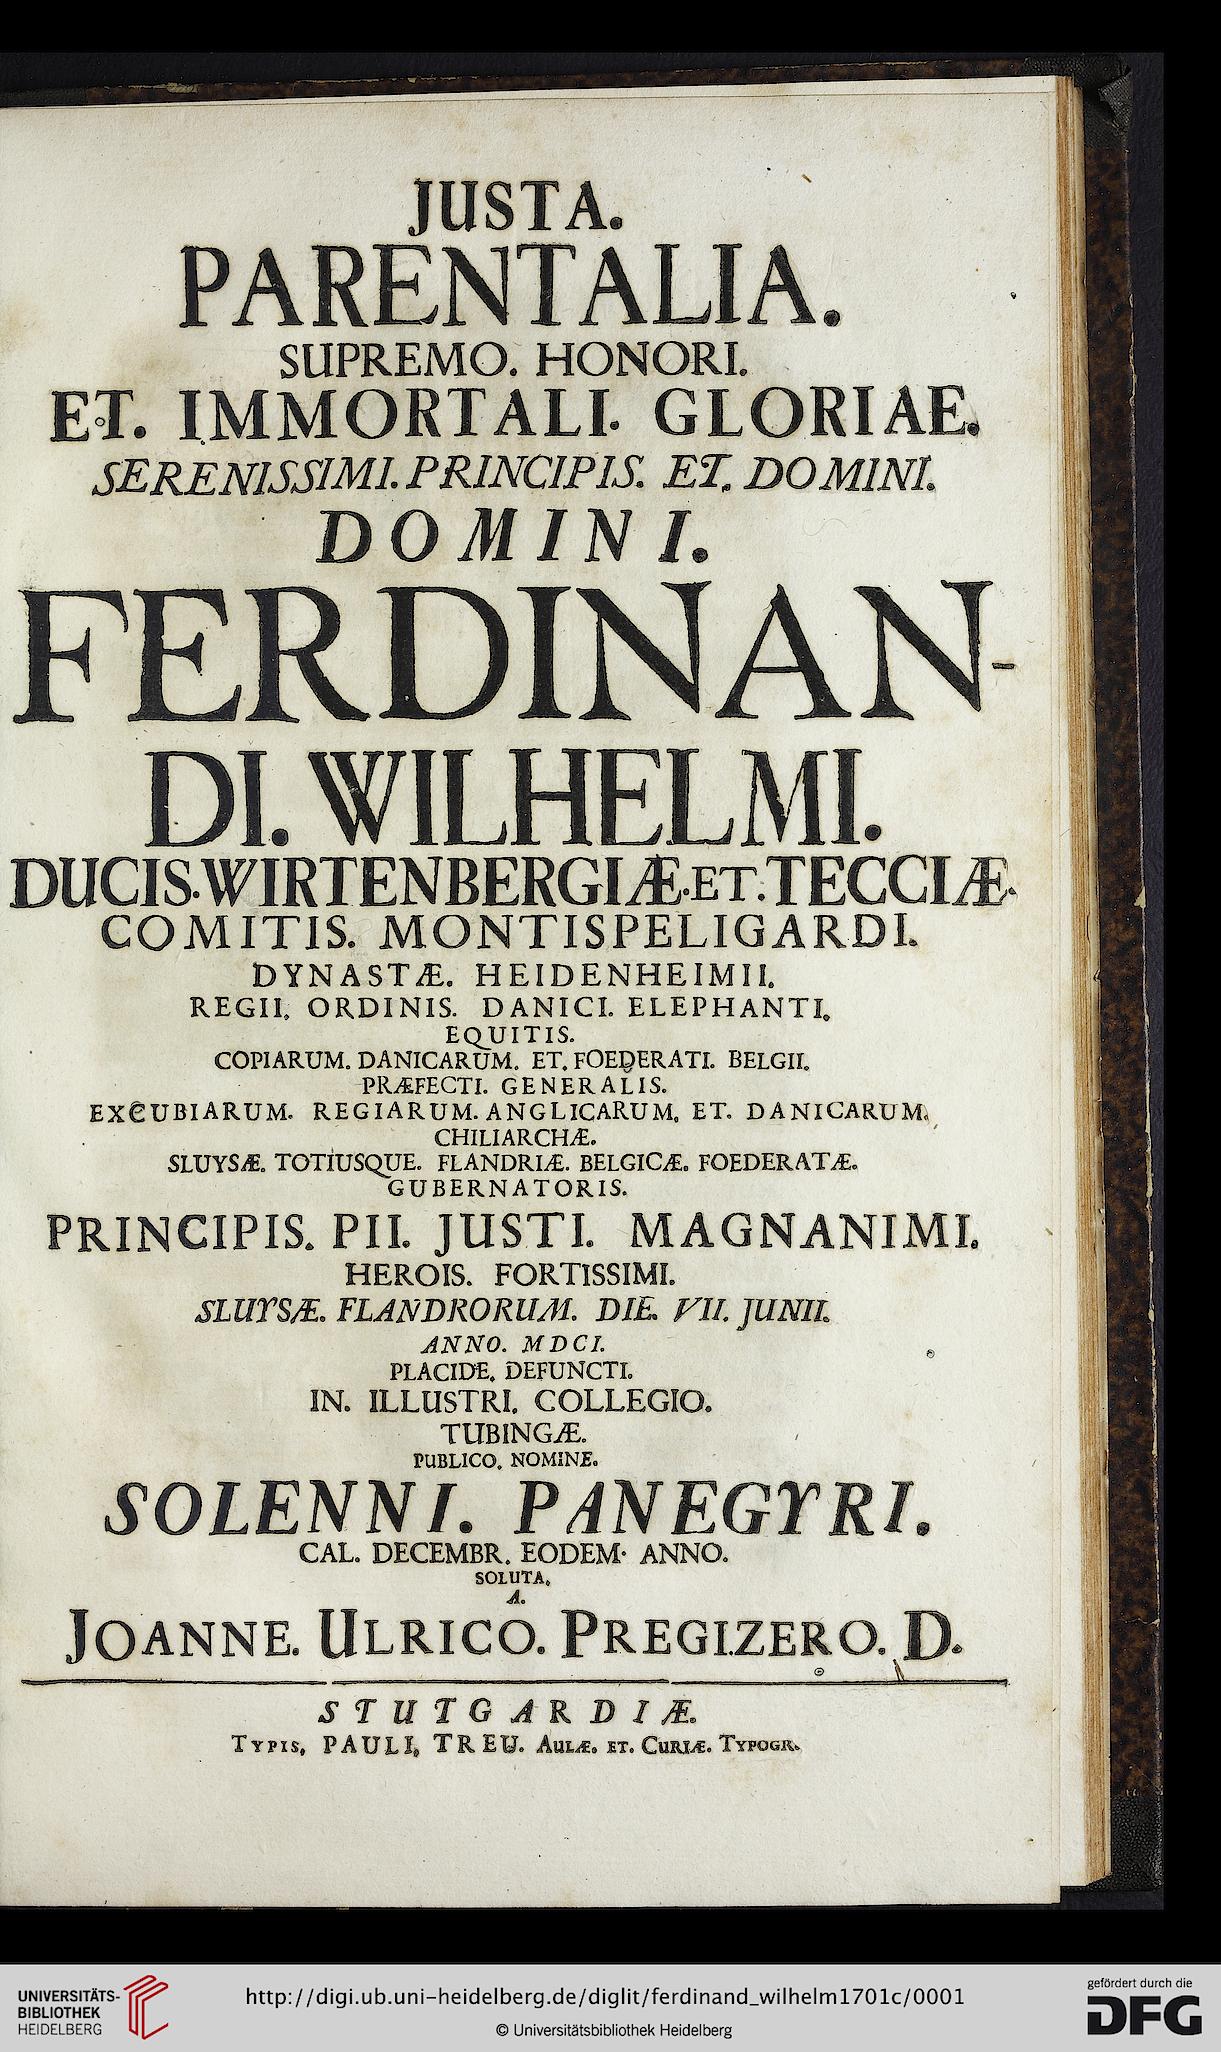 JUSTA.
PARENTALIA.
SUPREMO. HONORI.
ET. IMMORTALI. GLORIAE.
SERENISSIMI. PRINCIPIS. ET. DOMINI.
DOMINI.
FERDINAN-
DI. WILHELMI.
DUCIS. WIRTENBERGIÆ. ET. TECCIÆ.
COMITIS. MONTISPELIGARDI.
DYNASTÆ. HEIDENHEIMII.
REGII. ORDINIS. DANICI. ELEPHANTI.
EQUITIS.
COPIARUM. DANICARUM. ET. FOEDERATI. BELGII.
PRÆFECTI. GENERALIS.
EXCUBIARUM. REGIARUM. ANGLICARUM. ET. DANICARUM.
CHILIARCHÆ.
SLUYSÆ. TOTIUSQUE. FLANDRIÆ. BELGICÆ. FOEDERATÆ.
GUBERNATORIS.
PRINCIPIS. PII. JUSTI. MAGNANIMI.
HEROIS. FORTISSIMI.
SLUYSÆ. FLANDRORUM. DIE. VII. JUNII.
ANNO. MDCI.
PLACIDE. DEFUNCTI.
IN. ILLUSTRI. COLLEGIO.
TUBINGÆ.
PUBLICO. NOMINE.
SOLENNI. PANEGYRI.
CAL. DECEMBR. EODEM. ANNO.
SOLUTA.
A.
JOANNE. ULRICO. PREGIZERO. D.
STUTGARDIÆ.
TYPIS. PAULI. TREU. AULÆ. ET. CURIÆ. TYPOGR.
UNIVERSITÄTS-
BIBLIOTHEK
HEIDELBERG
http://digi.ub.uni-heidelberg.de/diglit/ferdinand_wilhelm1701c/0001
© Universitätsbibliothek Heidelberg
gefördert durch die
DFG